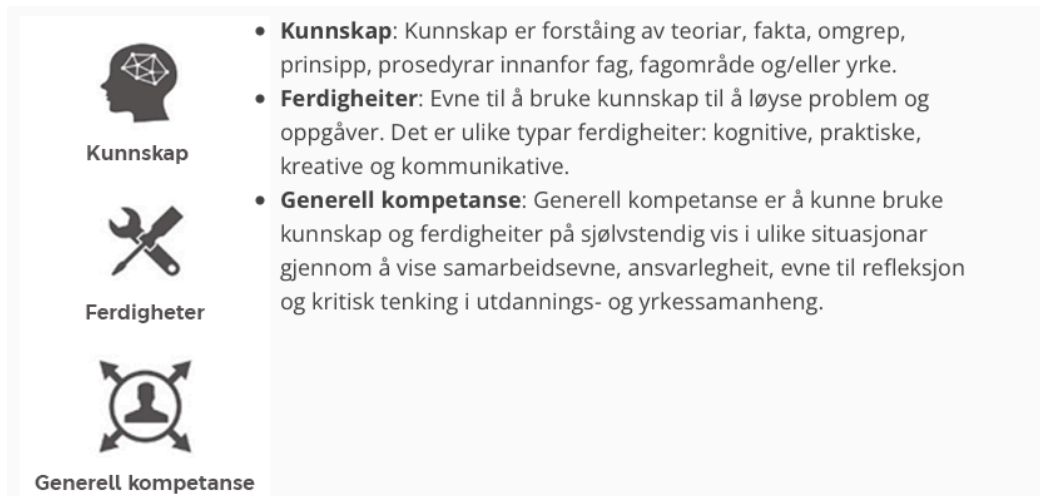 Kunnskap
Ferdigheter
Generell kompetanse
• Kunnskap: Kunnskap er forståing av teoriar, fakta, omgrep,
prinsipp, prosedyrar innanfor fag, fagområde og/eller yrke.
• Ferdigheiter: Evne til å bruke kunnskap til å løyse problem og
oppgåver. Det er ulike typar ferdigheiter: kognitive, praktiske,
kreative og kommunikative.
• Generell kompetanse: Generell kompetanse er å kunne bruke
kunnskap og ferdigheiter på sjølvstendig vis i ulike situasjonar
gjennom å vise samarbeidsevne, ansvarlegheit, evne til refleksjon
og kritisk tenking i utdannings- og yrkessamanheng.